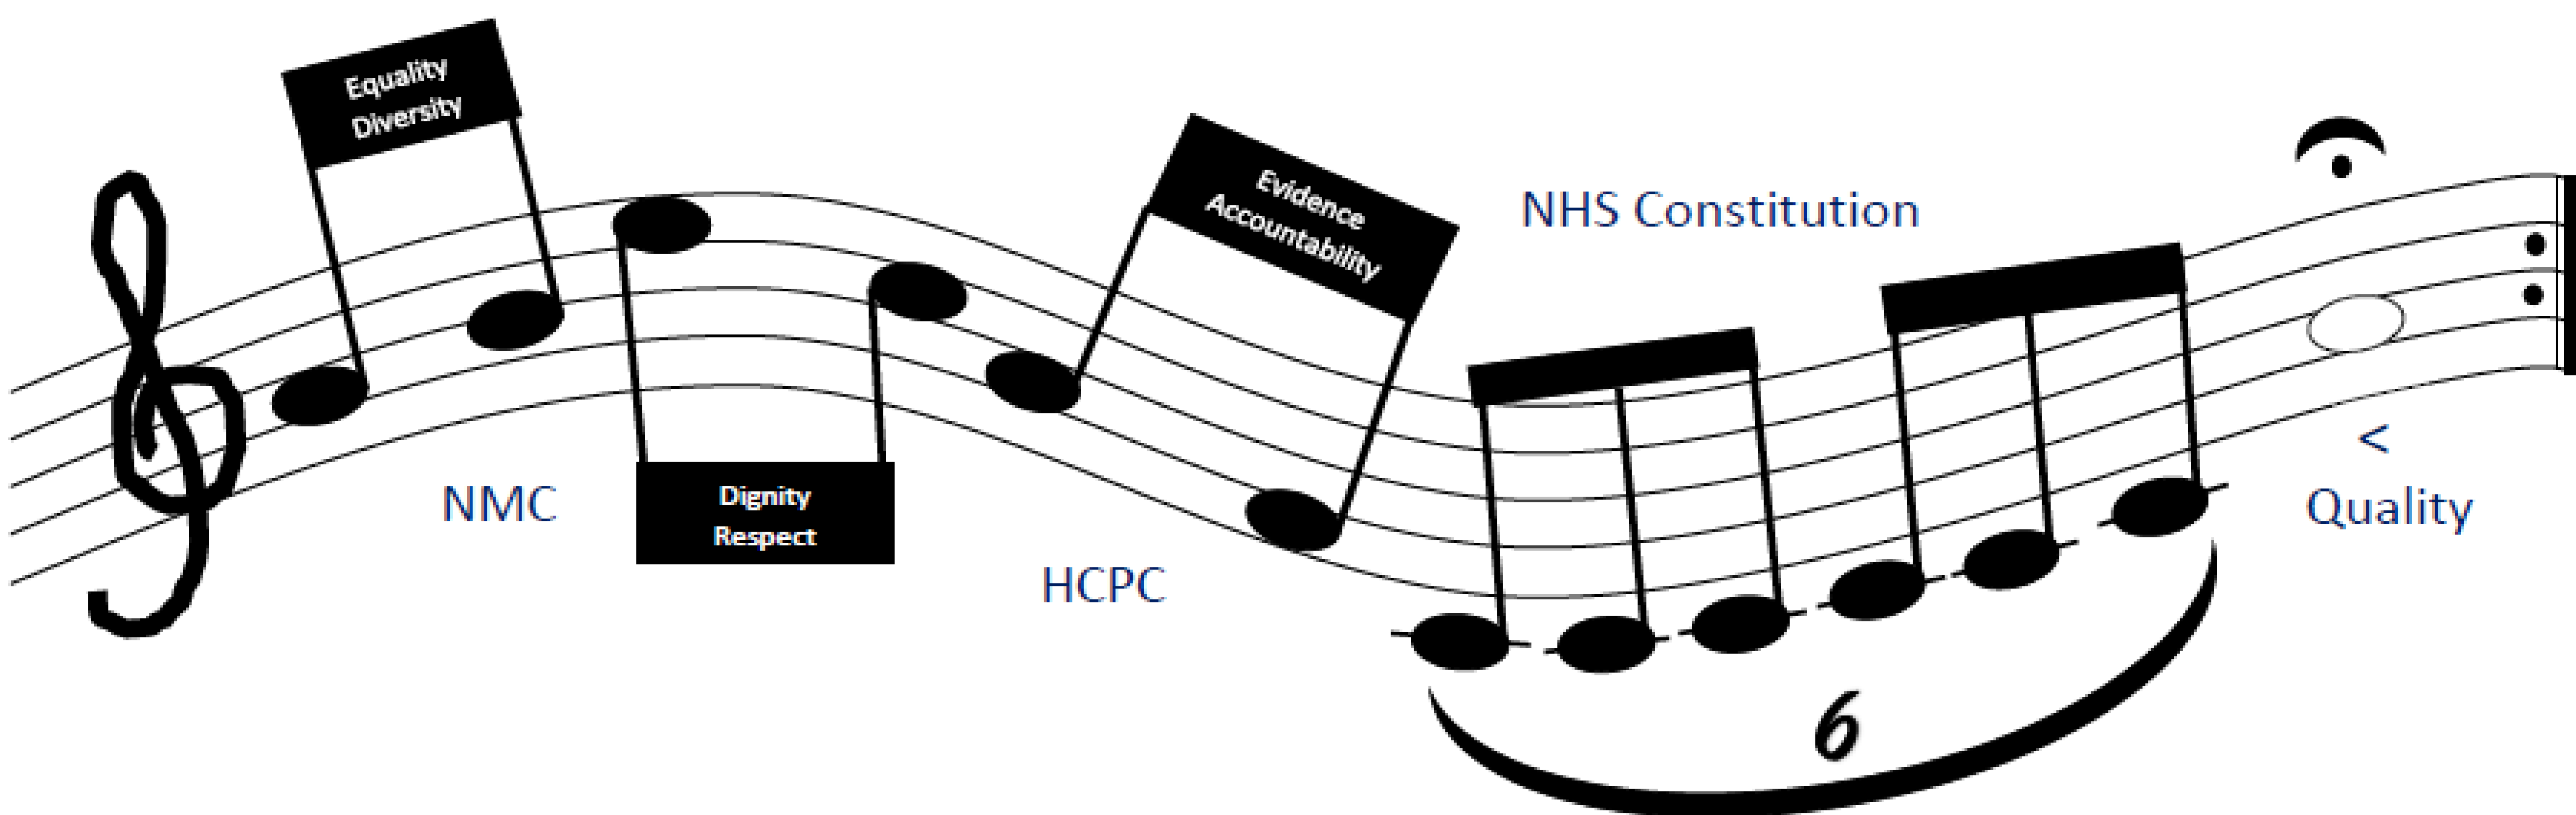 Equality
Diversity
NMC
Dignity
Respect
HCPC
Evidence
Accountability
NHS Constitution
6
<
Quality